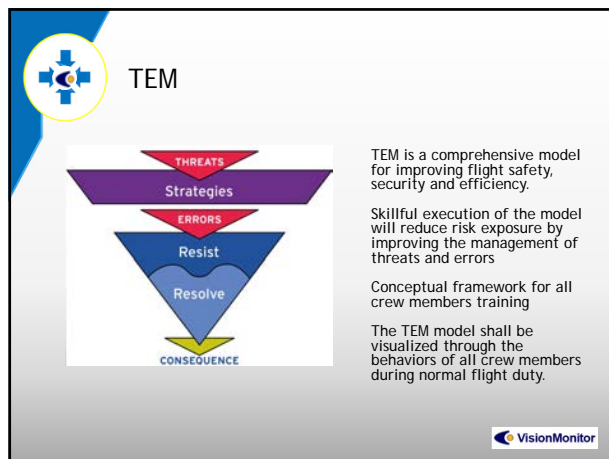 TEM
THREATS
Strategies
ERRORS
Resist
Resolve
CONSEQUENCE
TEM is a comprehensive model
for improving flight safety,
security and efficiency.
Skillful execution of the model
will reduce risk exposure by
improving the management of
threats and errors
Conceptual framework for all
crew members training
The TEM model shall be
visualized through the
behaviors of all crew members
during normal flight duty.
VisionMonitor